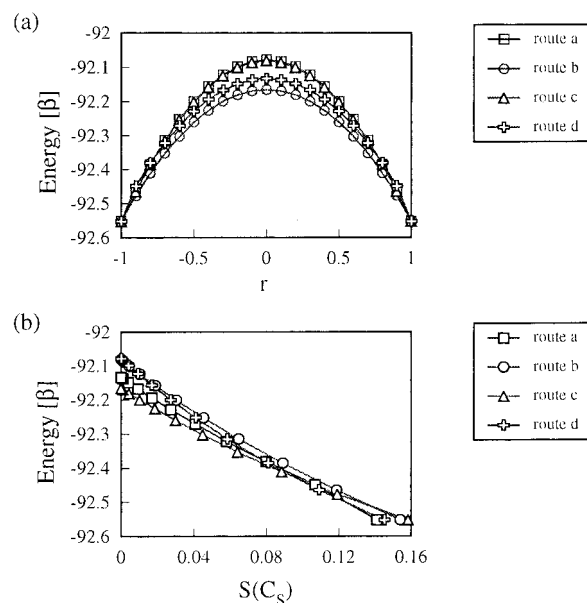 (a)
-92
-92.1
-92.2
-92.3
-92.4
-92.5
-92.6
Energy [β]
-1
-0.5
0
0.5
1
r
route a
route b
route c
route d
(b)
-92
-92.1
-92.2
-92.3
-92.4
-92.5
-92.6
Energy [β]
0
0.04
0.08
0.12
0.16
S(C_S)
route a
route b
route c
route d